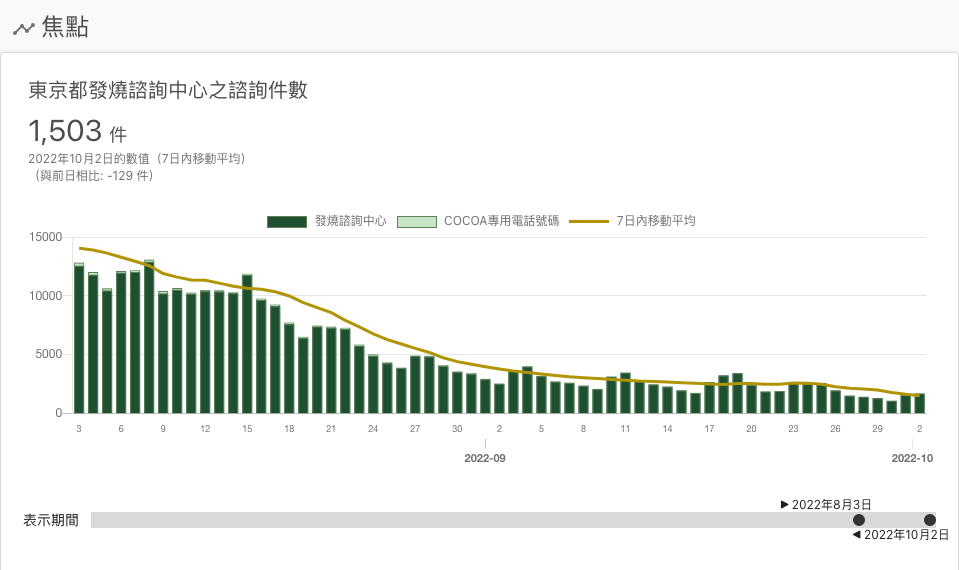 焦點
東京都發燒諮詢中心之諮詢件數
1,503 件
2022年10月2日的數值（7日內移動平均）
（與前日相比: -129 件）
發燒諮詢中心 COCOA專用電話號碼 7日內移動平均
15000
10000
5000
0
3 6 9 12 15 18 21 24 27 30 2 5 8 11 14 17 20 23 26 29 2
2022-09 2022-10
2022年8月3日
表示期間
2022年10月2日